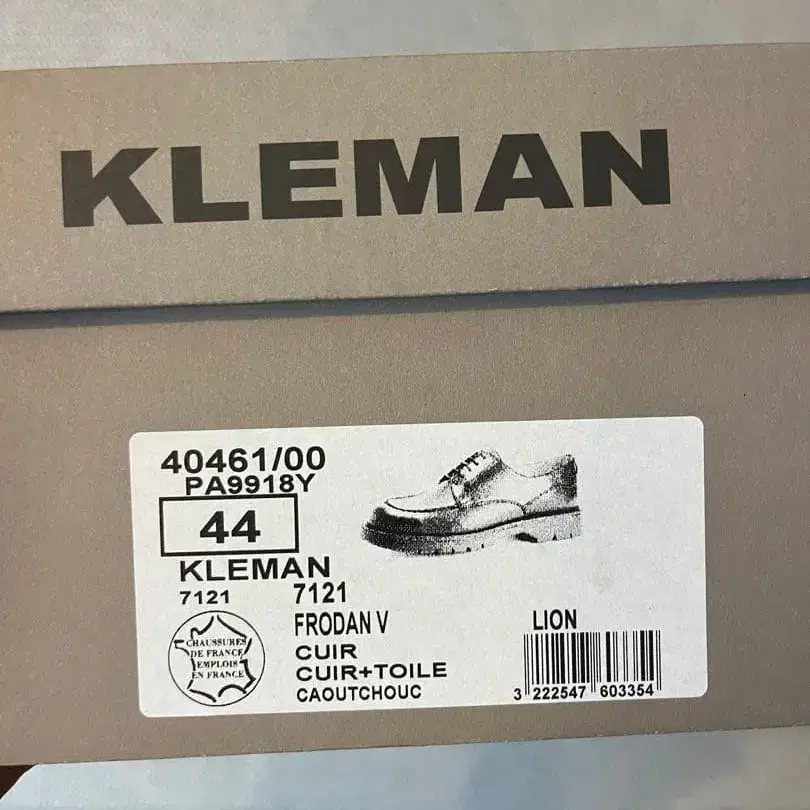 KLEMAN
40461/00
PA9918Y
44
KLEMAN
7121 7121
FRODAN V LION
CUIR
CUIR+TOILE
CAOUTCHOUC
CHAUSSURES
DE FRANCE
EMPLOIS
EN FRANCE
3 222547 603354